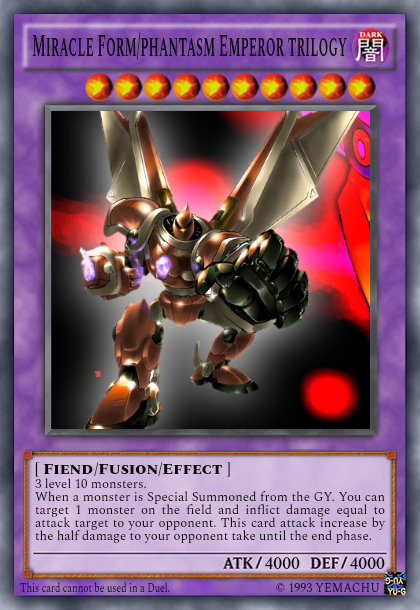 Miracle Form/phantasm Emperor trilogy
DARK
闇
[ Fiend/Fusion/Effect ]
3 level 10 monsters.
When a monster is Special Summoned from the GY. You can
target 1 monster on the field and inflict damage equal to
attack target to your opponent. This card attack increase by
the half damage to your opponent take until the end phase.
ATK / 4000 DEF / 4000
This card cannot be used in a Duel.
© 1993 YEMACHU
YU-G